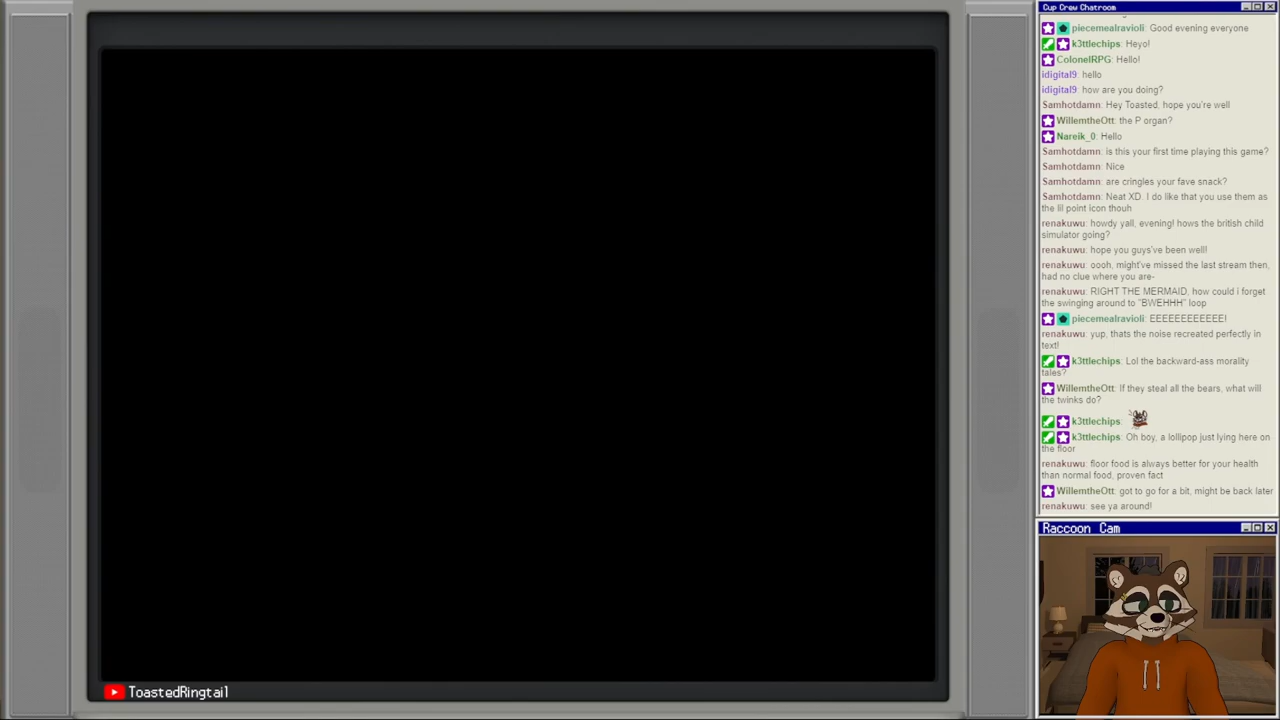 Cup Crew Chatroom
piecemealravioli: Good evening everyone
k3ttlechips: Heyo!
ColonelRPG: Hello!
idigital9: hello
idigital9: how are you doing?
Samhotdamn: Hey Toasted, hope you're well
WillemtheOtt: the P organ?
Nareik_0: Hello
Samhotdamn: is this your first time playing this game?
Samhotdamn: Nice
Samhotdamn: are cringles your fave snack?
Samhotdamn: Neat XD. I do like that you use them as
the lil point icon thouh
renakuwu: howdy yall, evening! hows the british child
simulator going?
renakuwu: hope you guys've been well!
renakuwu: oooh, might've missed the last stream then,
had no clue where you are-
renakuwu: RIGHT THE MERMAID, how could i forget
the swinging around to "BWEHHH" loop
piecemealravioli: EEEEEEEEEEEE!
renakuwu: yup, thats the noise recreated perfectly in
text!
k3ttlechips: Lol the backward-ass morality
tales?
WillemtheOtt: If they steal all the bears, what will
the twinks do?
k3ttlechips:
k3ttlechips: Oh boy, a lollipop just lying here on
the floor
renakuwu: floor food is always better for your health
than normal food, proven fact
WillemtheOtt: got to go for a bit, might be back later
renakuwu: see ya around!
Raccoon Cam
ToastedRingtail